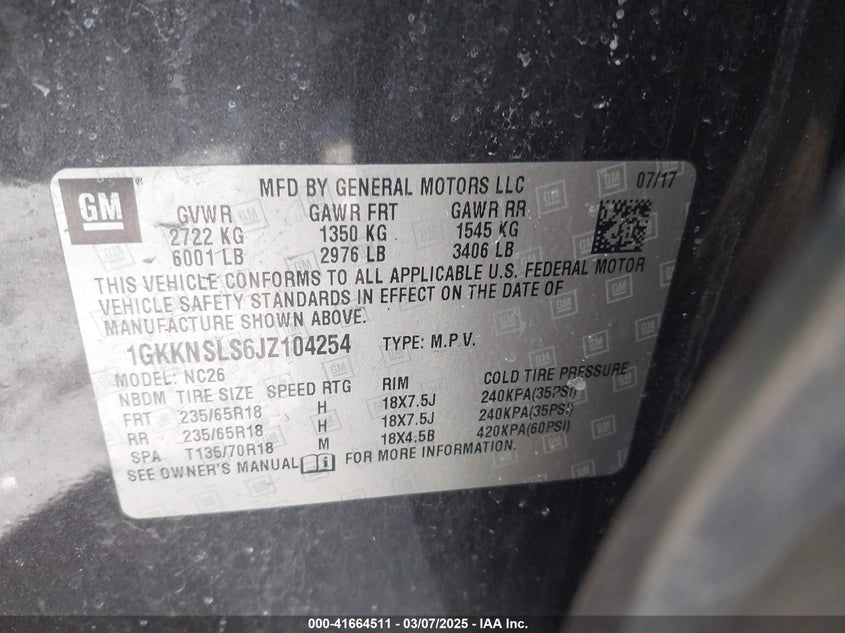 GM
MFD BY GENERAL MOTORS LLC 07/17
GVWR GAWR FRT GAWR RR
2722 KG 1350 KG 1545 KG
6001 LB 2976 LB 3406 LB
THIS VEHICLE CONFORMS TO ALL APPLICABLE U.S. FEDERAL MOTOR
VEHICLE SAFETY STANDARDS IN EFFECT ON THE DATE OF
MANUFACTURE SHOWN ABOVE.
1GKKNSLS6JZ104254 TYPE: M.P.V.
MODEL: NC26
NBDM TIRE SIZE SPEED RTG RIM COLD TIRE PRESSURE
FRT 235/65R18 H 18X7.5J 240KPA(35PSI)
RR 235/65R18 H 18X7.5J 240KPA(35PSI)
SPA T135/70R18 M 18X4.5B 420KPA(60PSI)
SEE OWNER'S MANUAL FOR MORE INFORMATION.
000-41664511 - 03/07/2025 - IAA Inc.